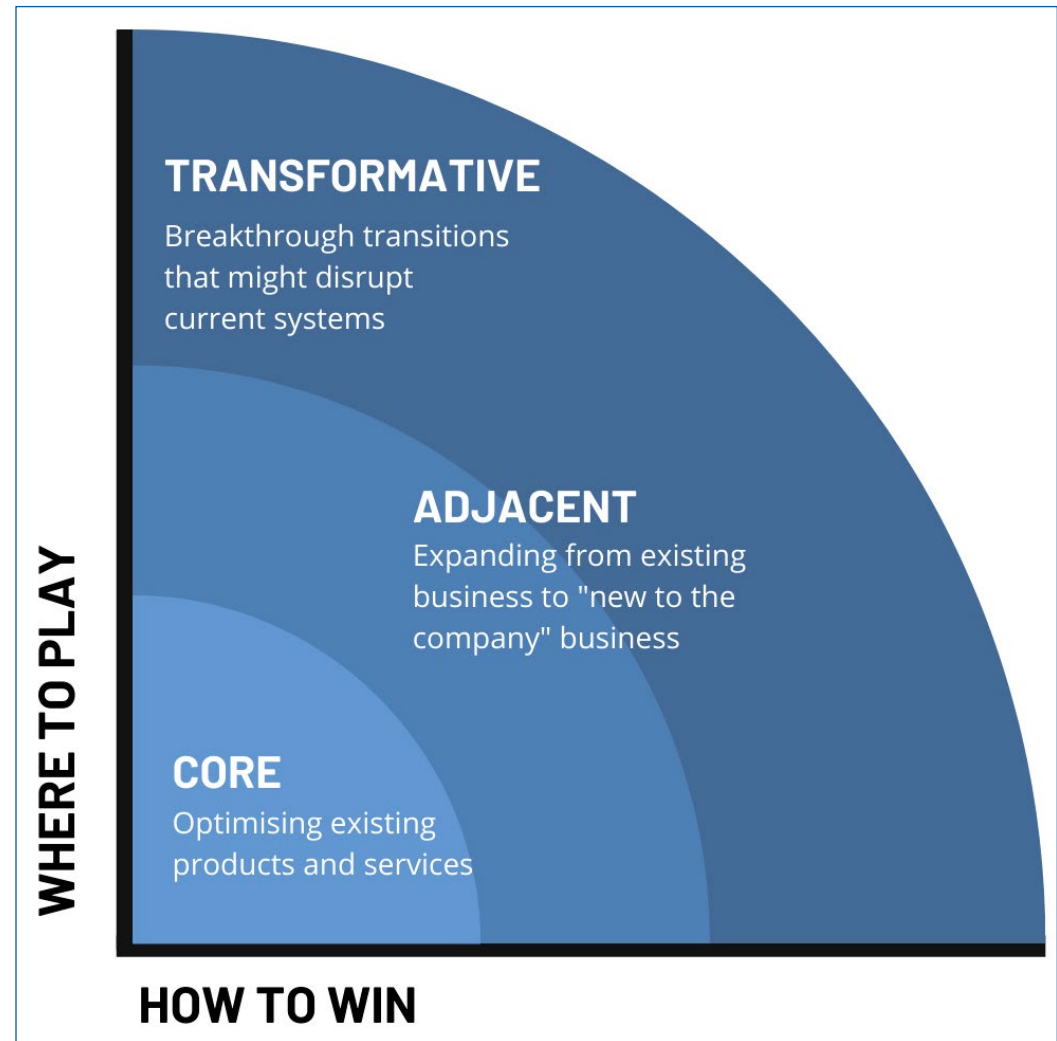 TRANSFORMATIVE
Breakthrough transitions
that might disrupt
current systems
ADJACENT
Expanding from existing
business to "new to the
company" business
CORE
Optimising existing
products and services
WHERE TO PLAY
HOW TO WIN